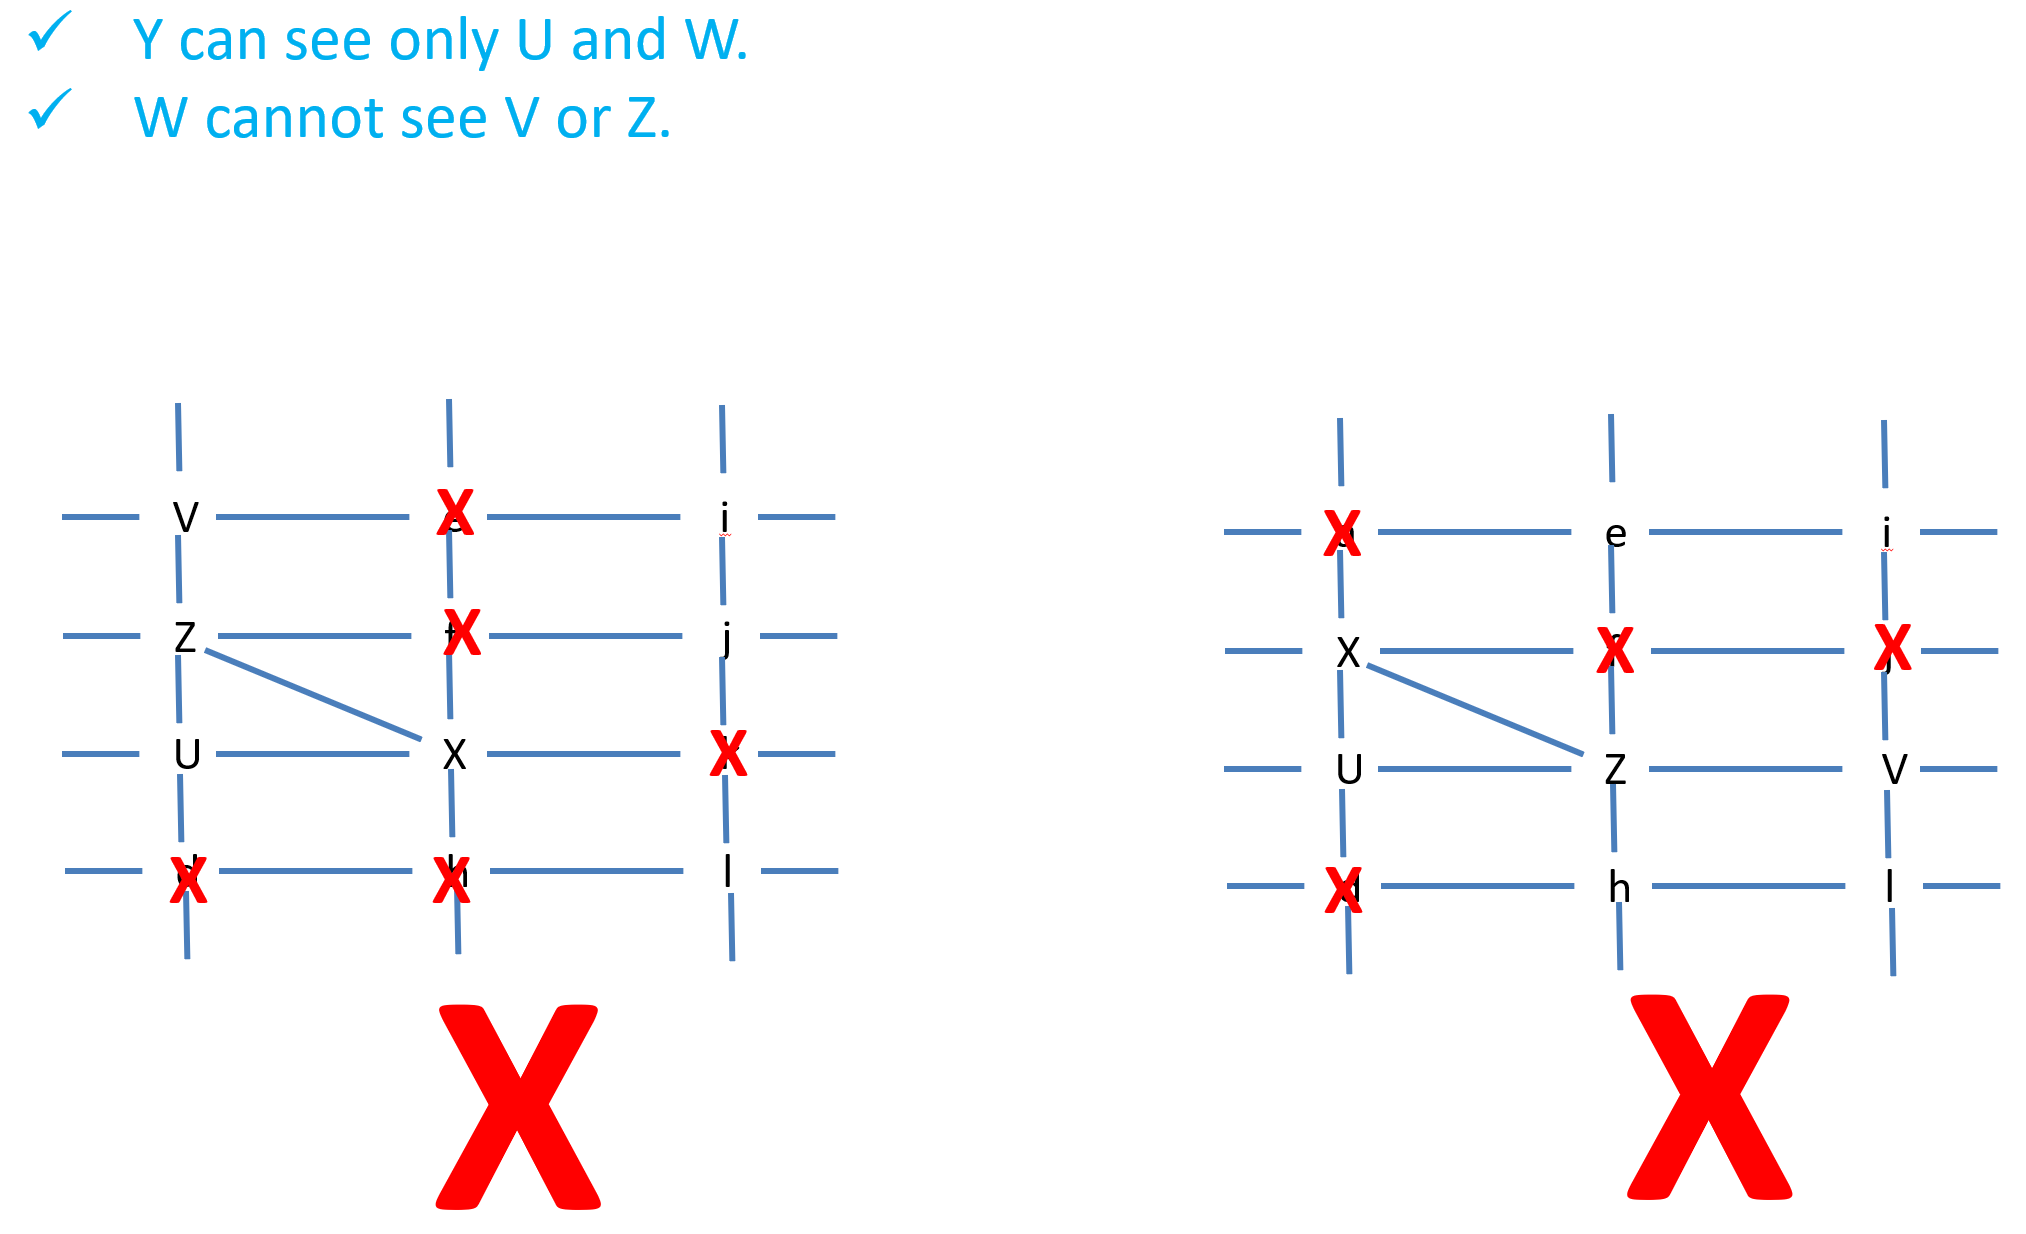 ✓ Y can see only U and W.
✓ W cannot see V or Z.
V X i
X e i
Z X j
X X X
U X X
U Z V
X X l
X h l
X X